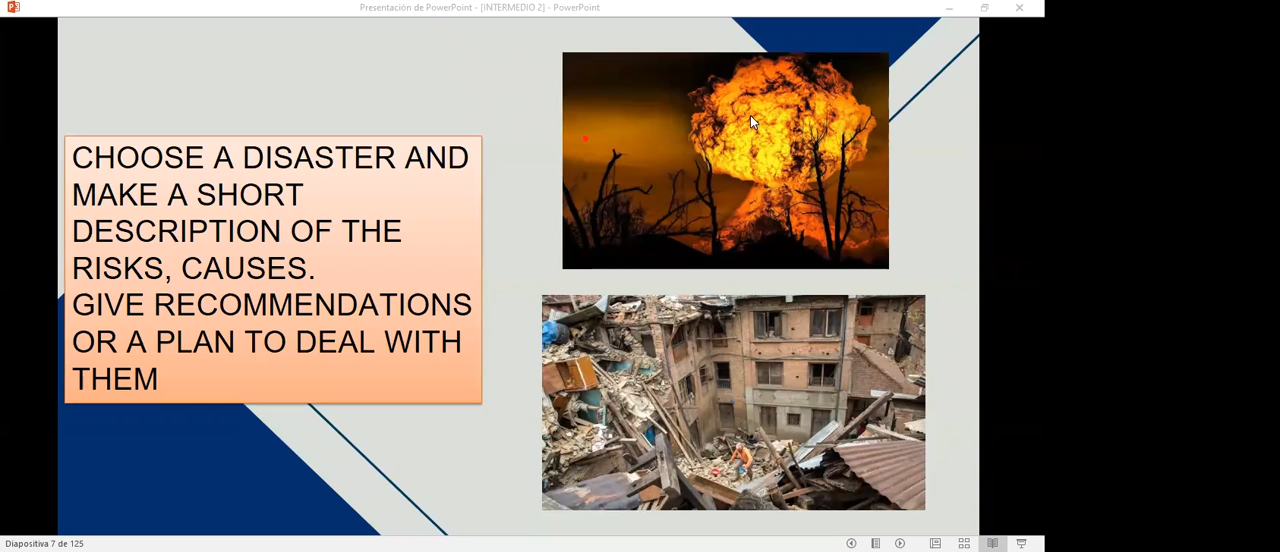 Presentación de PowerPoint - [INTERMEDIO 2] - PowerPoint
CHOOSE A DISASTER AND
MAKE A SHORT
DESCRIPTION OF THE
RISKS, CAUSES.
GIVE RECOMMENDATIONS
OR A PLAN TO DEAL WITH
THEM
Diapositiva 7 de 125